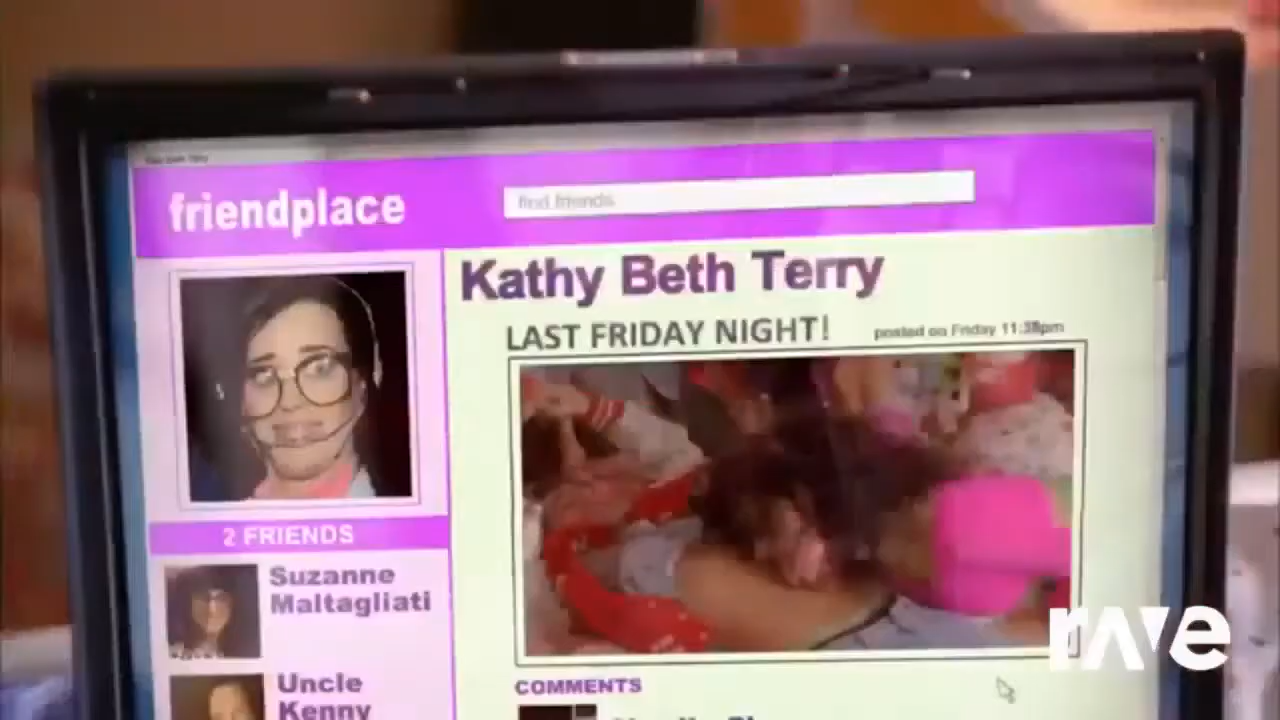 friendplace
find friends
Kathy Beth Terry
LAST FRIDAY NIGHT!
posted on Friday 11:38pm
2 FRIENDS
Suzanne
Maltagliati
Uncle
Kenny
COMMENTS
rave